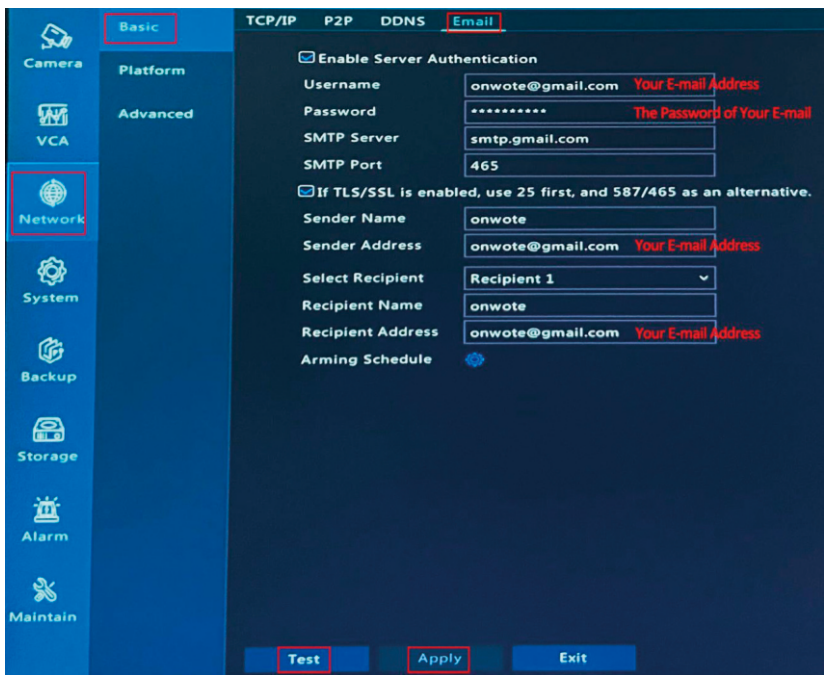 Camera
VCA
Network
System
Backup
Storage
Alarm
Maintain
Basic
Platform
Advanced
TCP/IP P2P DDNS Email
Enable Server Authentication
Username onwote@gmail.com Your E-mail Address
Password ********** The Password of Your E-mail
SMTP Server smtp.gmail.com
SMTP Port 465
If TLS/SSL is enabled, use 25 first, and 587/465 as an alternative.
Sender Name onwote
Sender Address onwote@gmail.com Your E-mail Address
Select Recipient Recipient 1
Recipient Name onwote
Recipient Address onwote@gmail.com Your E-mail Address
Arming Schedule
Test Apply Exit